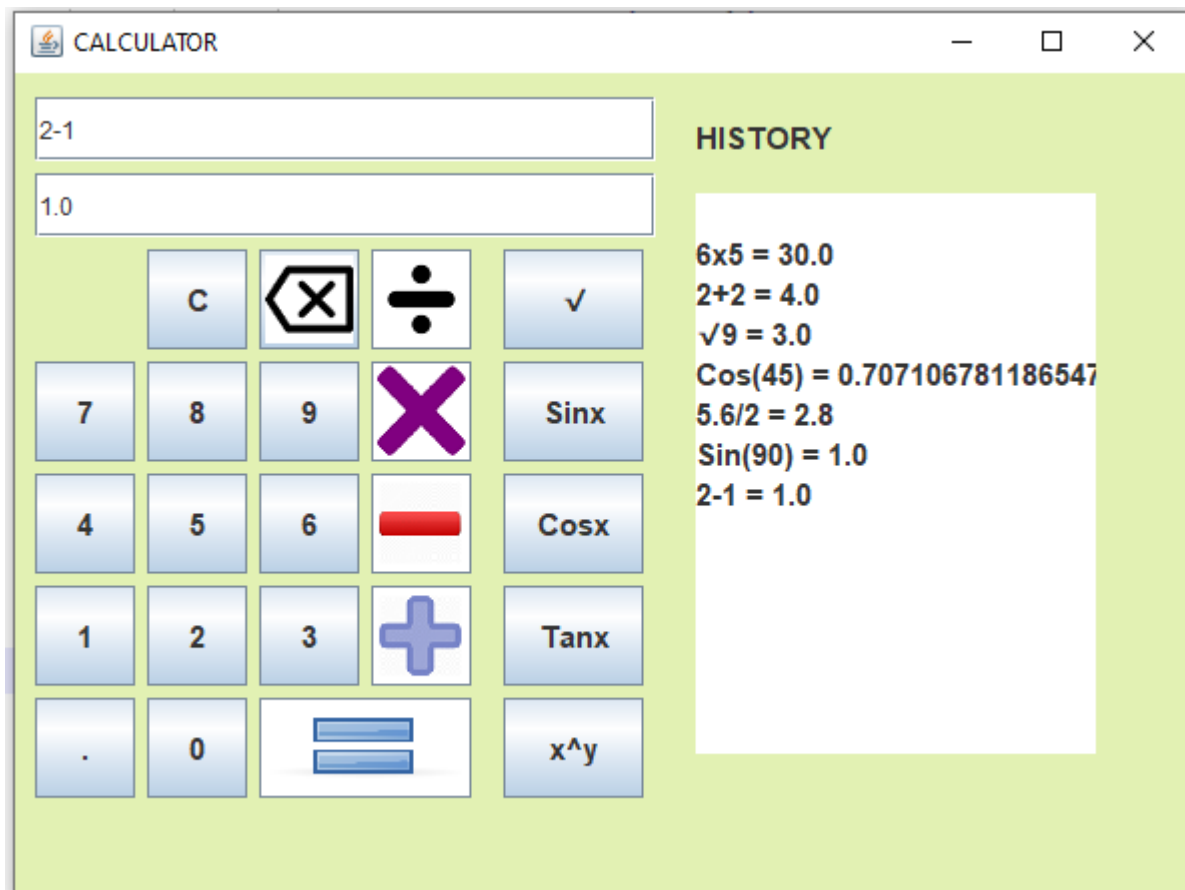 CALCULATOR
2-1
1.0
C
√
7 8 9 Sinx
4 5 6 Cosx
1 2 3 Tanx
. 0 x^y
HISTORY
6x5 = 30.0
2+2 = 4.0
√9 = 3.0
Cos(45) = 0.707106781186547
5.6/2 = 2.8
Sin(90) = 1.0
2-1 = 1.0